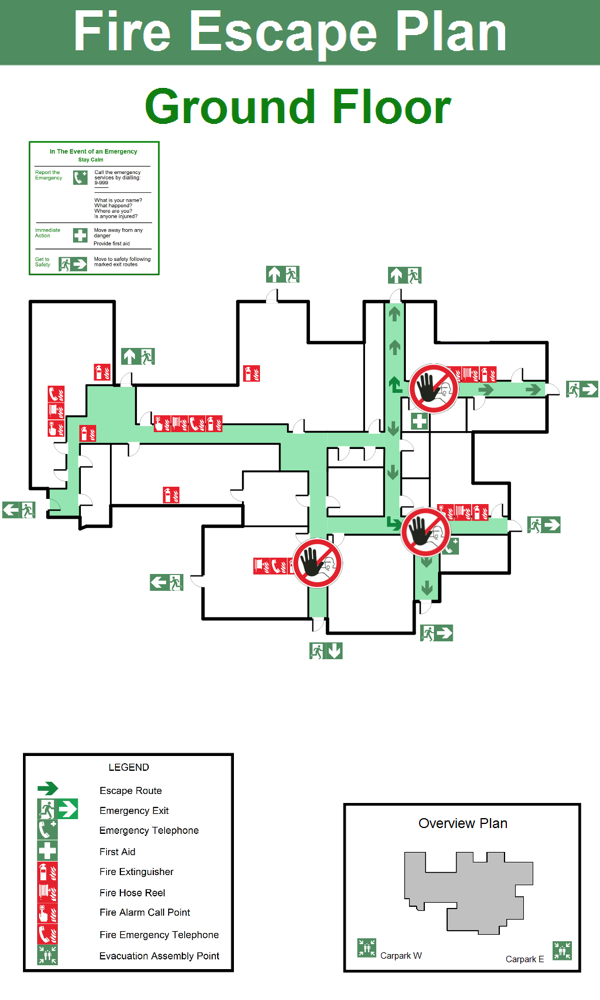 Fire Escape Plan
Ground Floor
In The Event of an Emergency
Stay Calm
Report the
Emergency
Call the emergency
services by dialling:
9-999
What is your name?
What happend?
Where are you?
Is anyone injured?
Immediate
Action
Move away from any
danger
Provide first aid
Get to
Safety
Move to safety following
marked exit routes
LEGEND
Escape Route
Emergency Exit
Emergency Telephone
First Aid
Fire Extinguisher
Fire Hose Reel
Fire Alarm Call Point
Fire Emergency Telephone
Evacuation Assembly Point
Overview Plan
Carpark W
Carpark E